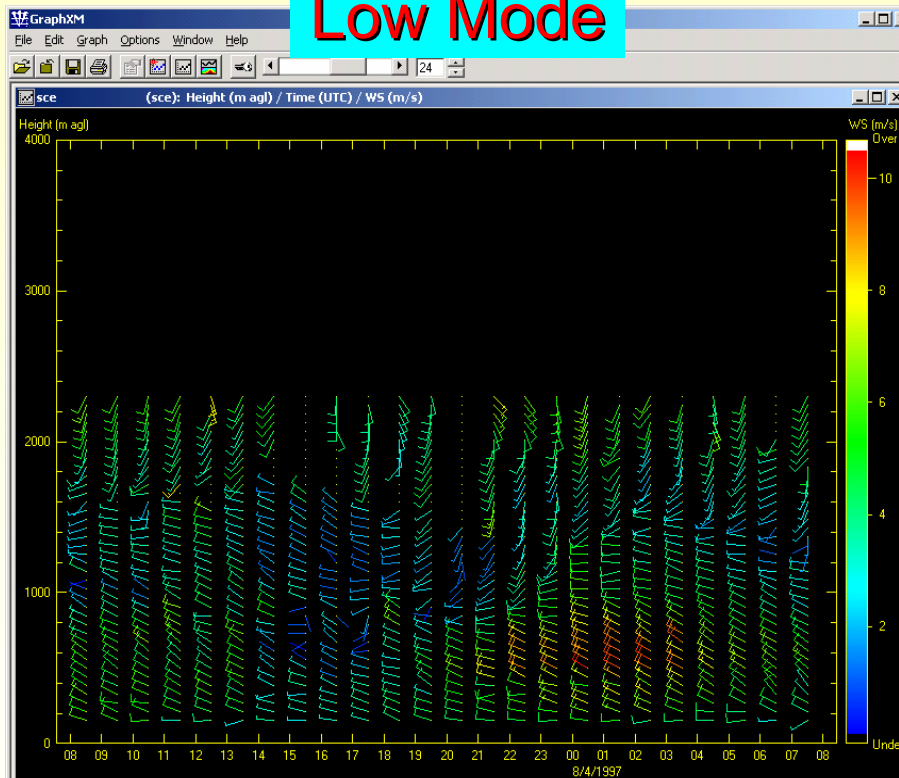 Low Mode
GraphXM
File Edit Graph Options Window Help
24
sce (sce): Height (m agl) / Time (UTC) / WS (m/s)
Height (m agl)
WS (m/s)
4000
3000
2000
1000
0
Over
10
8
6
4
2
Unde
08 09 10 11 12 13 14 15 16 17 18 19 20 21 22 23 00 01 02 03 04 05 06 07 08
8/4/1997